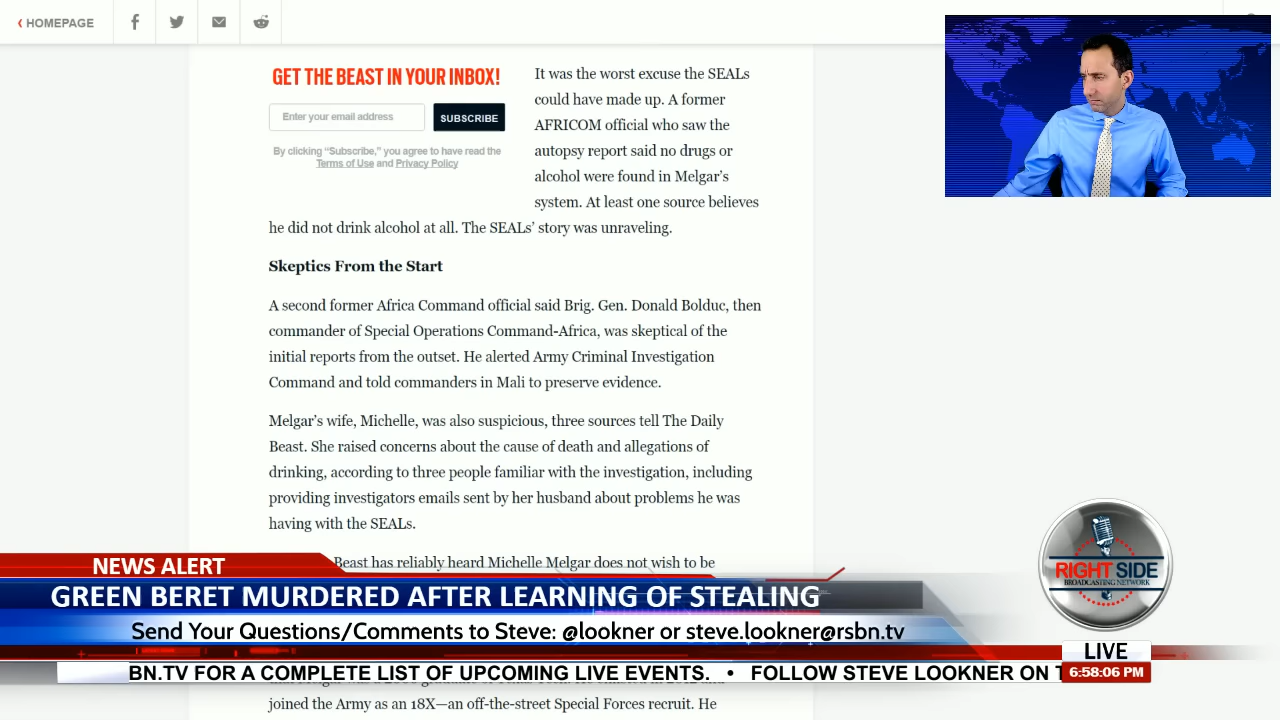 HOMEPAGE
GET THE BEAST IN YOUR INBOX!
Enter your email address
SUBSCRIBE
By clicking “Subscribe,” you agree to have read the
Terms of Use and Privacy Policy
It was the worst excuse the SEALs
could have made up. A former
AFRICOM official who saw the
autopsy report said no drugs or
alcohol were found in Melgar’s
system. At least one source believes
he did not drink alcohol at all. The SEALs’ story was unraveling.
Skeptics From the Start
A second former Africa Command official said Brig. Gen. Donald Bolduc, then
commander of Special Operations Command-Africa, was skeptical of the
initial reports from the outset. He alerted Army Criminal Investigation
Command and told commanders in Mali to preserve evidence.
Melgar’s wife, Michelle, was also suspicious, three sources tell The Daily
Beast. She raised concerns about the cause of death and allegations of
drinking, according to three people familiar with the investigation, including
providing investigators emails sent by her husband about problems he was
having with the SEALs.
Beast has reliably heard Michelle Melgar does not wish to be
NEWS ALERT
GREEN BERET MURDERED AFTER LEARNING OF STEALING
Send Your Questions/Comments to Steve: @lookner or steve.lookner@rsbn.tv
RIGHT SIDE
BROADCASTING NETWORK
LIVE
6:58:06 PM
BN.TV FOR A COMPLETE LIST OF UPCOMING LIVE EVENTS. • FOLLOW STEVE LOOKNER ON T
joined the Army as an 18X—an off-the-street Special Forces recruit. He